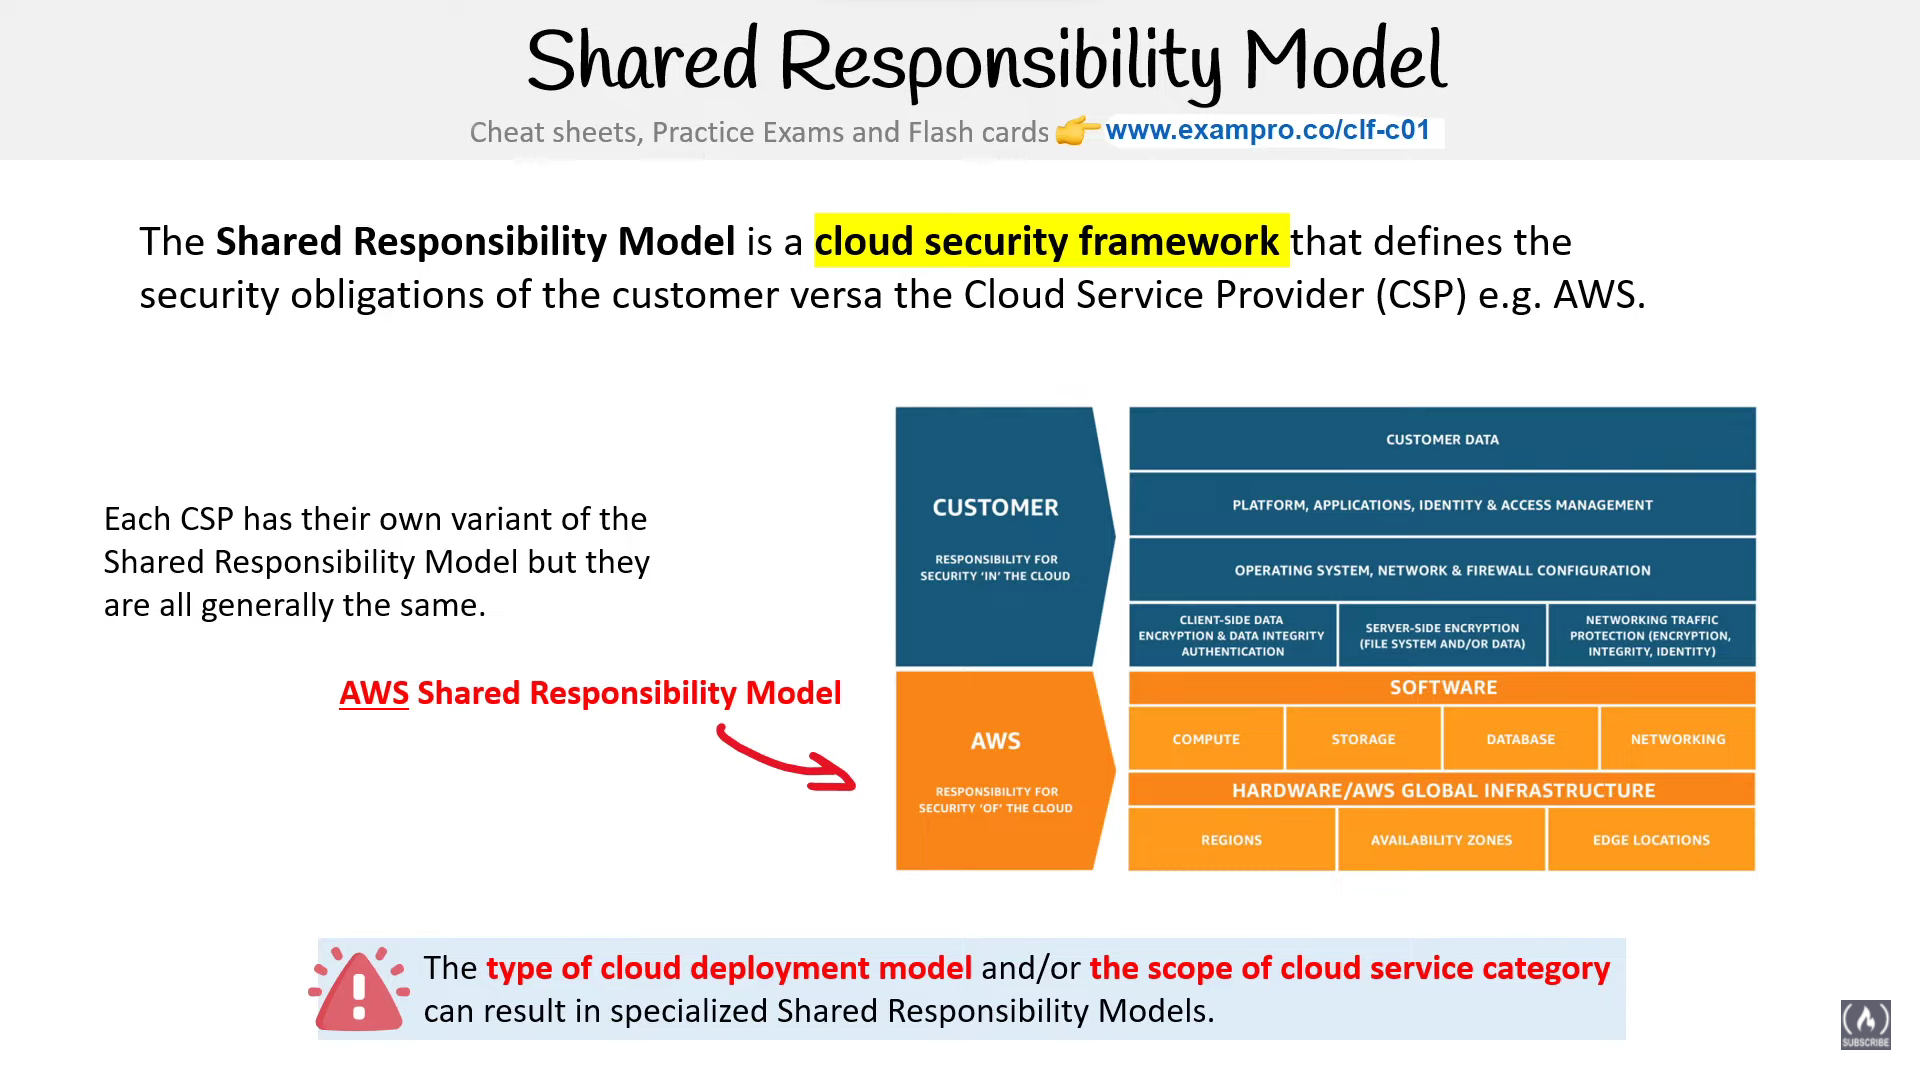 Shared Responsibility Model
Cheat sheets, Practice Exams and Flash cards www.exampro.co/clf-c01
The Shared Responsibility Model is a cloud security framework that defines the
security obligations of the customer versa the Cloud Service Provider (CSP) e.g. AWS.
Each CSP has their own variant of the
Shared Responsibility Model but they
are all generally the same.
AWS Shared Responsibility Model
CUSTOMER
RESPONSIBILITY FOR
SECURITY ‘IN’ THE CLOUD
CUSTOMER DATA
PLATFORM, APPLICATIONS, IDENTITY & ACCESS MANAGEMENT
OPERATING SYSTEM, NETWORK & FIREWALL CONFIGURATION
CLIENT-SIDE DATA
ENCRYPTION & DATA INTEGRITY
AUTHENTICATION
SERVER-SIDE ENCRYPTION
(FILE SYSTEM AND/OR DATA)
NETWORKING TRAFFIC
PROTECTION (ENCRYPTION,
INTEGRITY, IDENTITY)
AWS
RESPONSIBILITY FOR
SECURITY ‘OF’ THE CLOUD
SOFTWARE
COMPUTE
STORAGE
DATABASE
NETWORKING
HARDWARE/AWS GLOBAL INFRASTRUCTURE
REGIONS
AVAILABILITY ZONES
EDGE LOCATIONS
The type of cloud deployment model and/or the scope of cloud service category
can result in specialized Shared Responsibility Models.
SUBSCRIBE